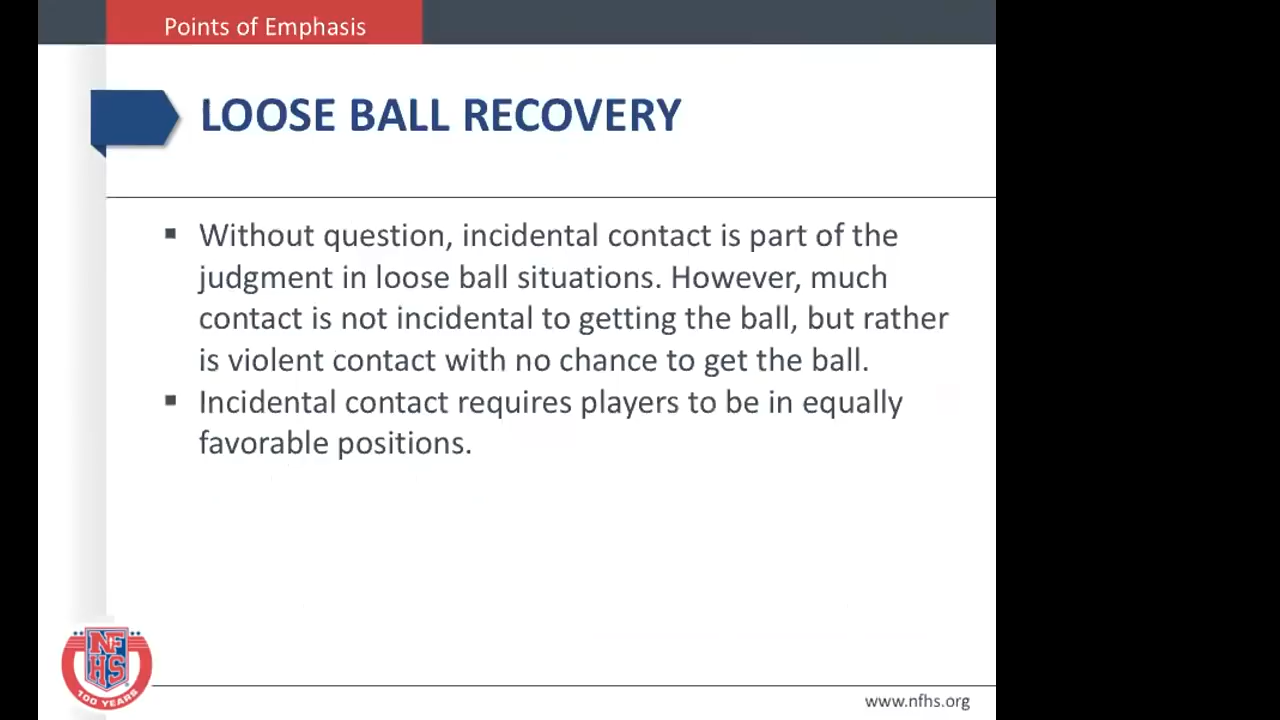 Points of Emphasis
LOOSE BALL RECOVERY
▪ Without question, incidental contact is part of the
judgment in loose ball situations. However, much
contact is not incidental to getting the ball, but rather
is violent contact with no chance to get the ball.
▪ Incidental contact requires players to be in equally
favorable positions.
NF
HS
100 YEARS
www.nfhs.org